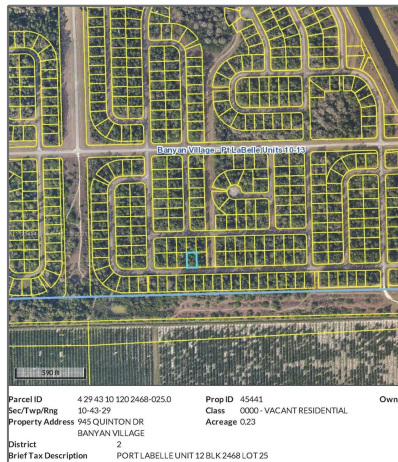 Banyan Village - Pt LaBelle Units 10-13
590 ft
Parcel ID 4 29 43 10 120 2468-025.0 Prop ID 45441 Own
Sec/Twp/Rng 10-43-29 Class 0000 - VACANT RESIDENTIAL
Property Address 945 QUINTON DR Acreage 0.23
BANYAN VILLAGE
District 2
Brief Tax Description PORT LABELLE UNIT 12 BLK 2468 LOT 25